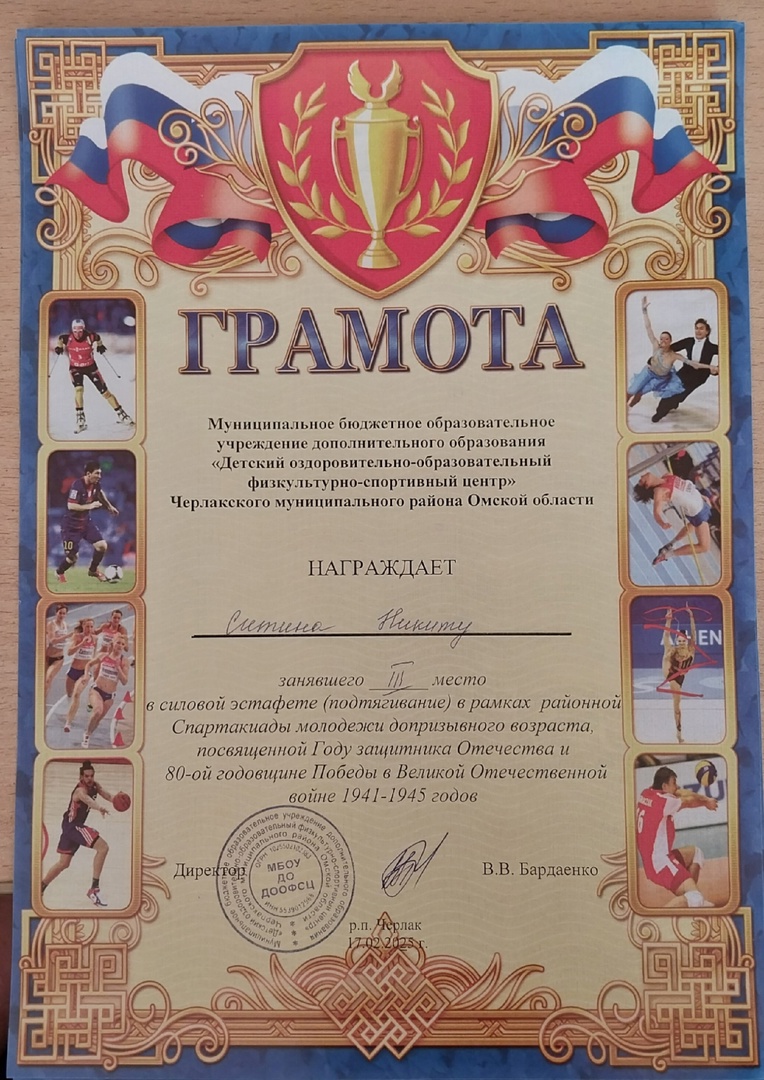 ГРАМОТА
Муниципальное бюджетное образовательное
учреждение дополнительного образования
«Детский оздоровительно-образовательный
физкультурно-спортивный центр»
Черлакского муниципального района Омской области
НАГРАЖДАЕТ
Ситина Никиту
занявшего III место
в силовой эстафете (подтягивание) в рамках районной
Спартакиады молодежи допризывного возраста,
посвященной Году защитника Отечества и
80-ой годовщине Победы в Великой Отечественной
войне 1941-1945 годов
Директор В.В. Бардаенко
МБОУ
ДО
ДООФСЦ
р.п. Черлак
17.02.2025 г.
10